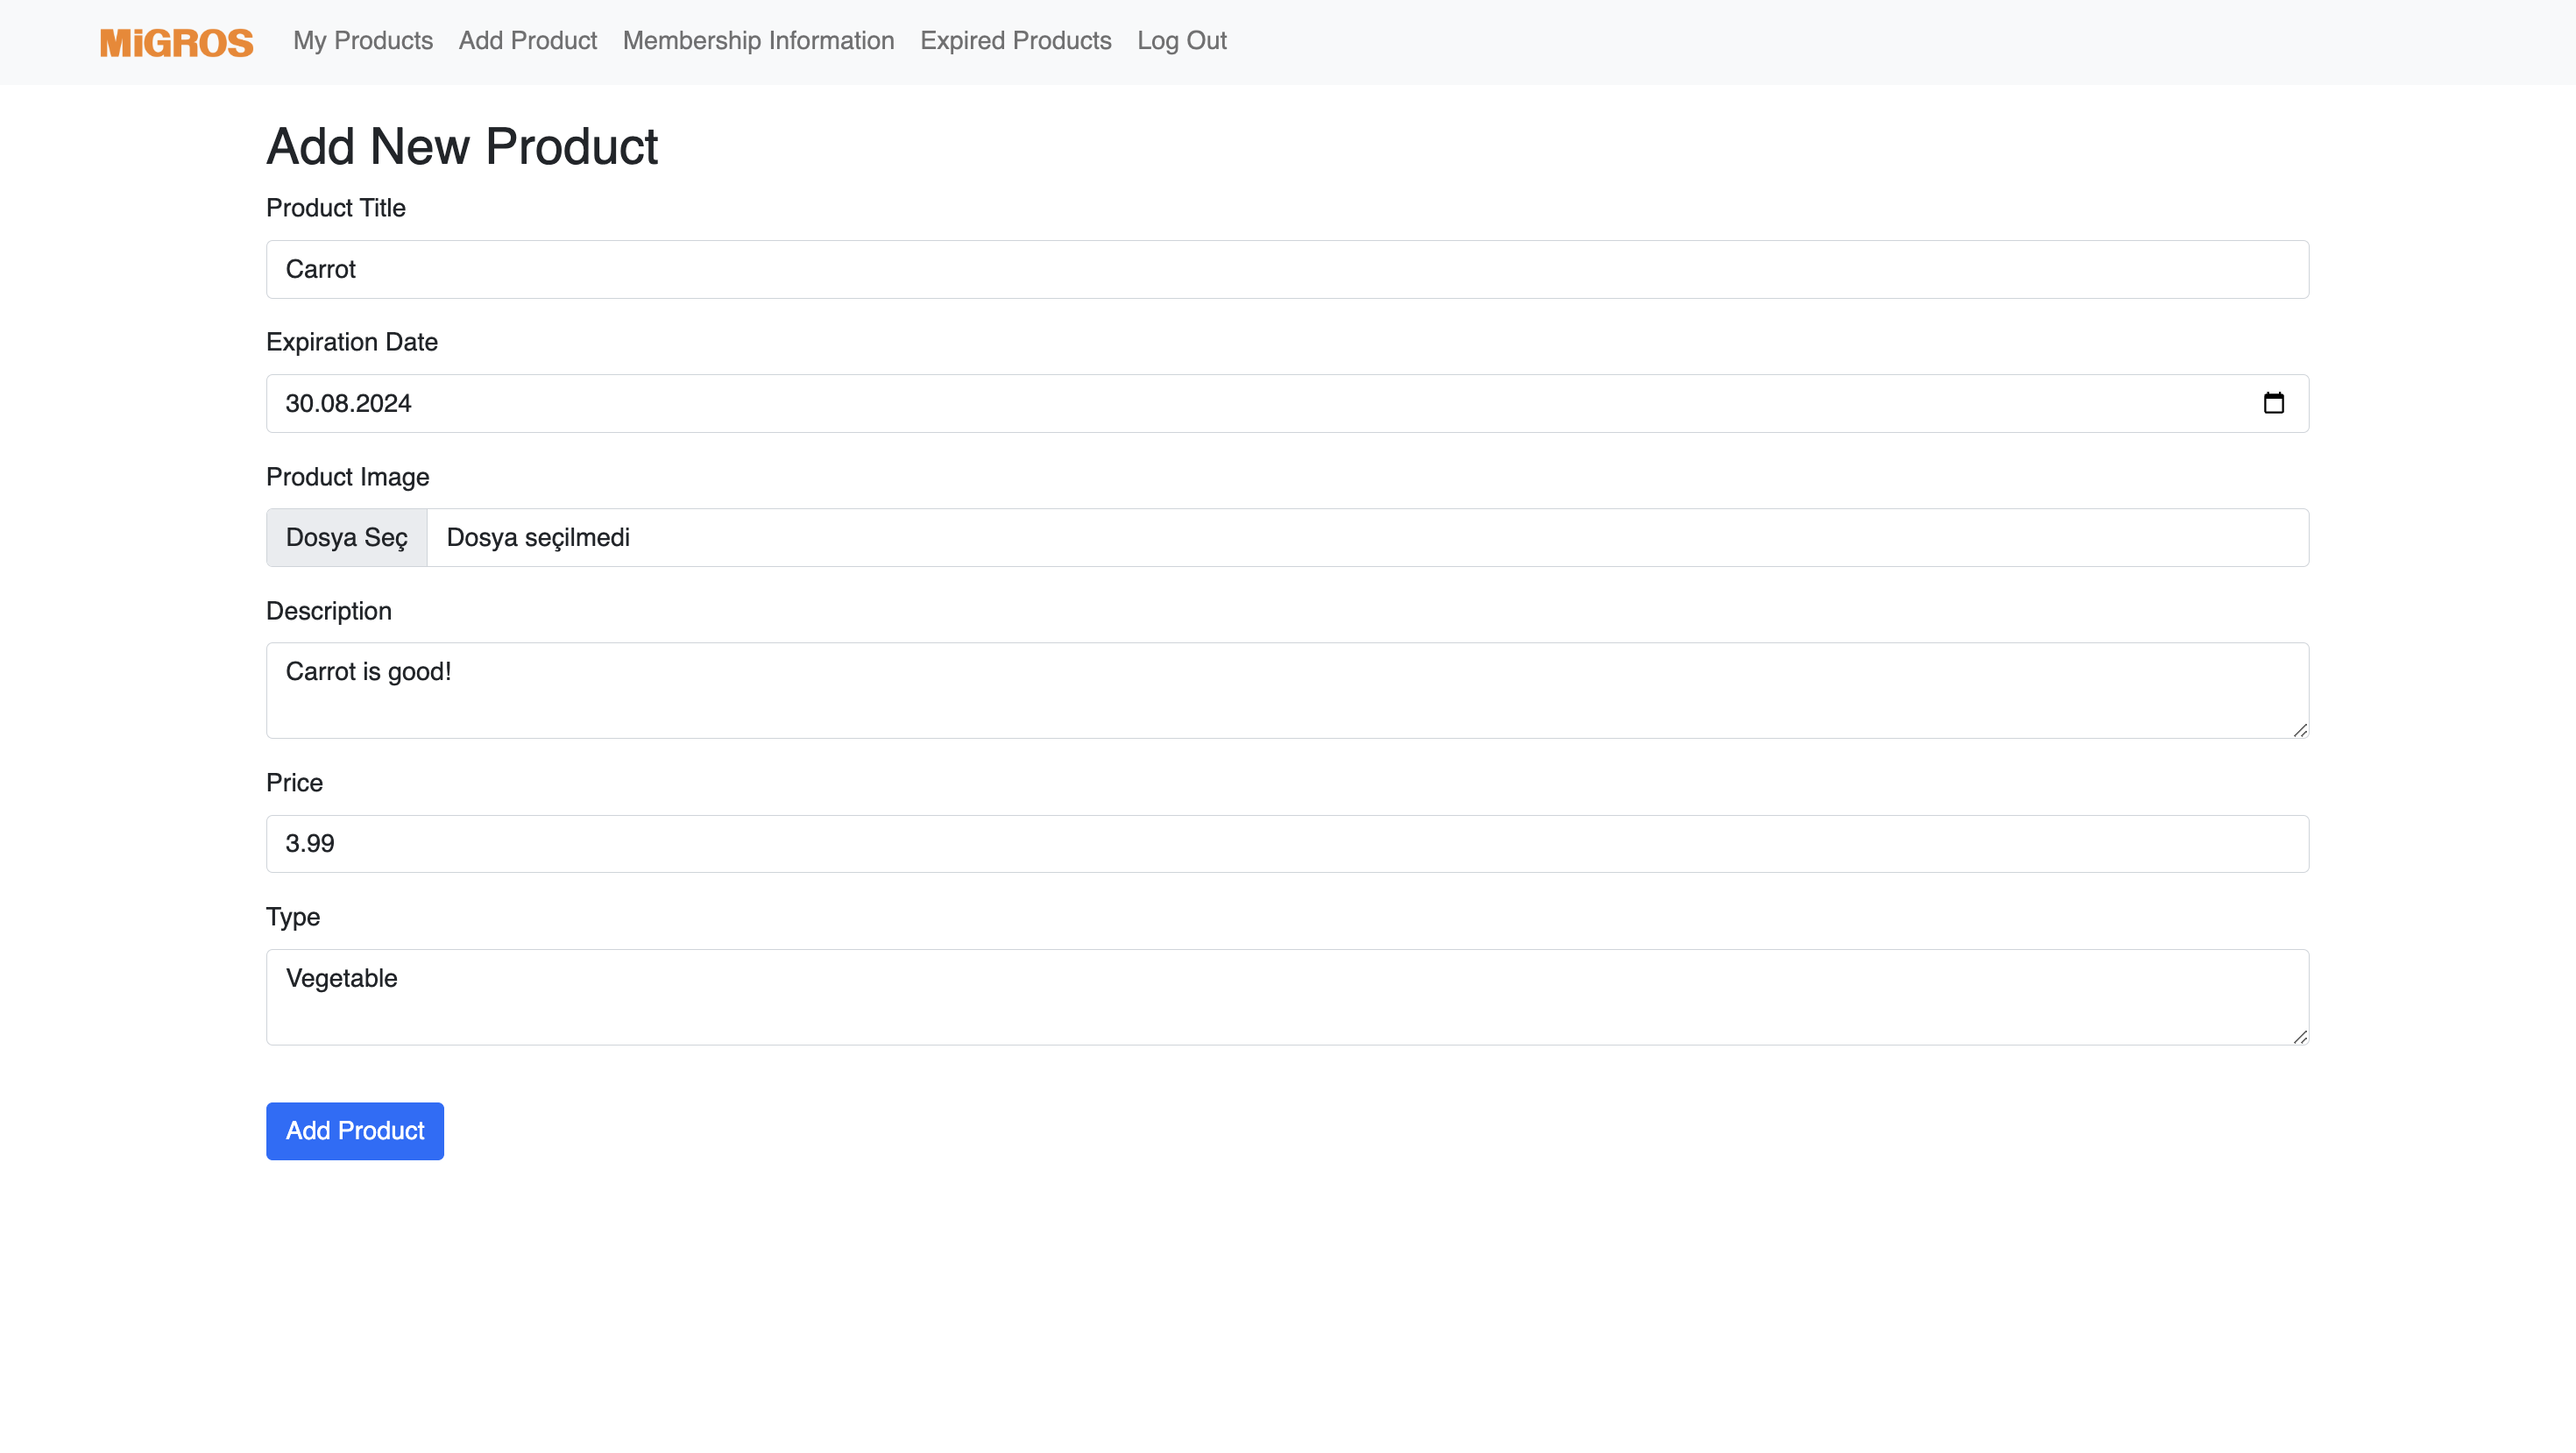 MiGROS My Products Add Product Membership Information Expired Products Log Out
Add New Product
Product Title
Carrot
Expiration Date
30.08.2024
Product Image
Dosya Seç Dosya seçilmedi
Description
Carrot is good!
Price
3.99
Type
Vegetable
Add Product